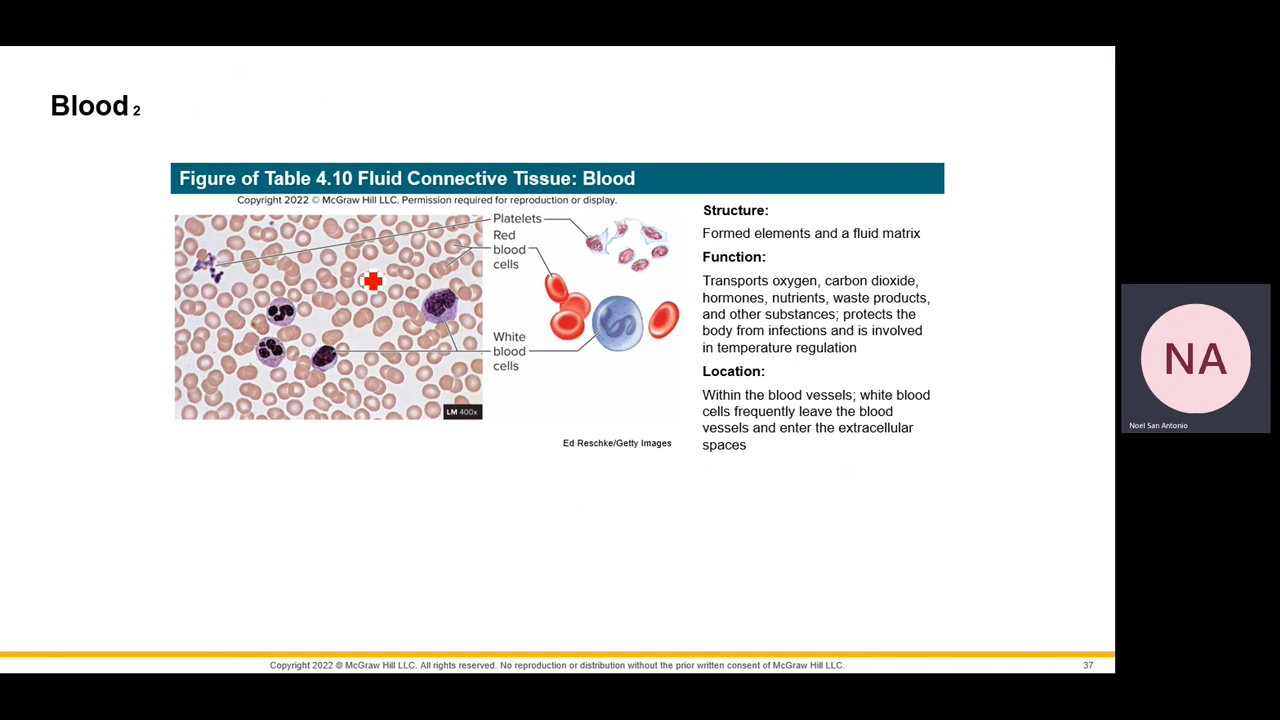 Blood 2
Figure of Table 4.10 Fluid Connective Tissue: Blood
Copyright 2022 © McGraw Hill LLC. Permission required for reproduction or display.
Platelets
Red
blood
cells
White
blood
cells
LM 400x
Ed Reschke/Getty Images
Structure:
Formed elements and a fluid matrix
Function:
Transports oxygen, carbon dioxide,
hormones, nutrients, waste products,
and other substances; protects the
body from infections and is involved
in temperature regulation
Location:
Within the blood vessels; white blood
cells frequently leave the blood
vessels and enter the extracellular
spaces
NA
Noel San Antonio
Copyright 2022 © McGraw Hill LLC. All rights reserved. No reproduction or distribution without the prior written consent of McGraw Hill LLC.
37